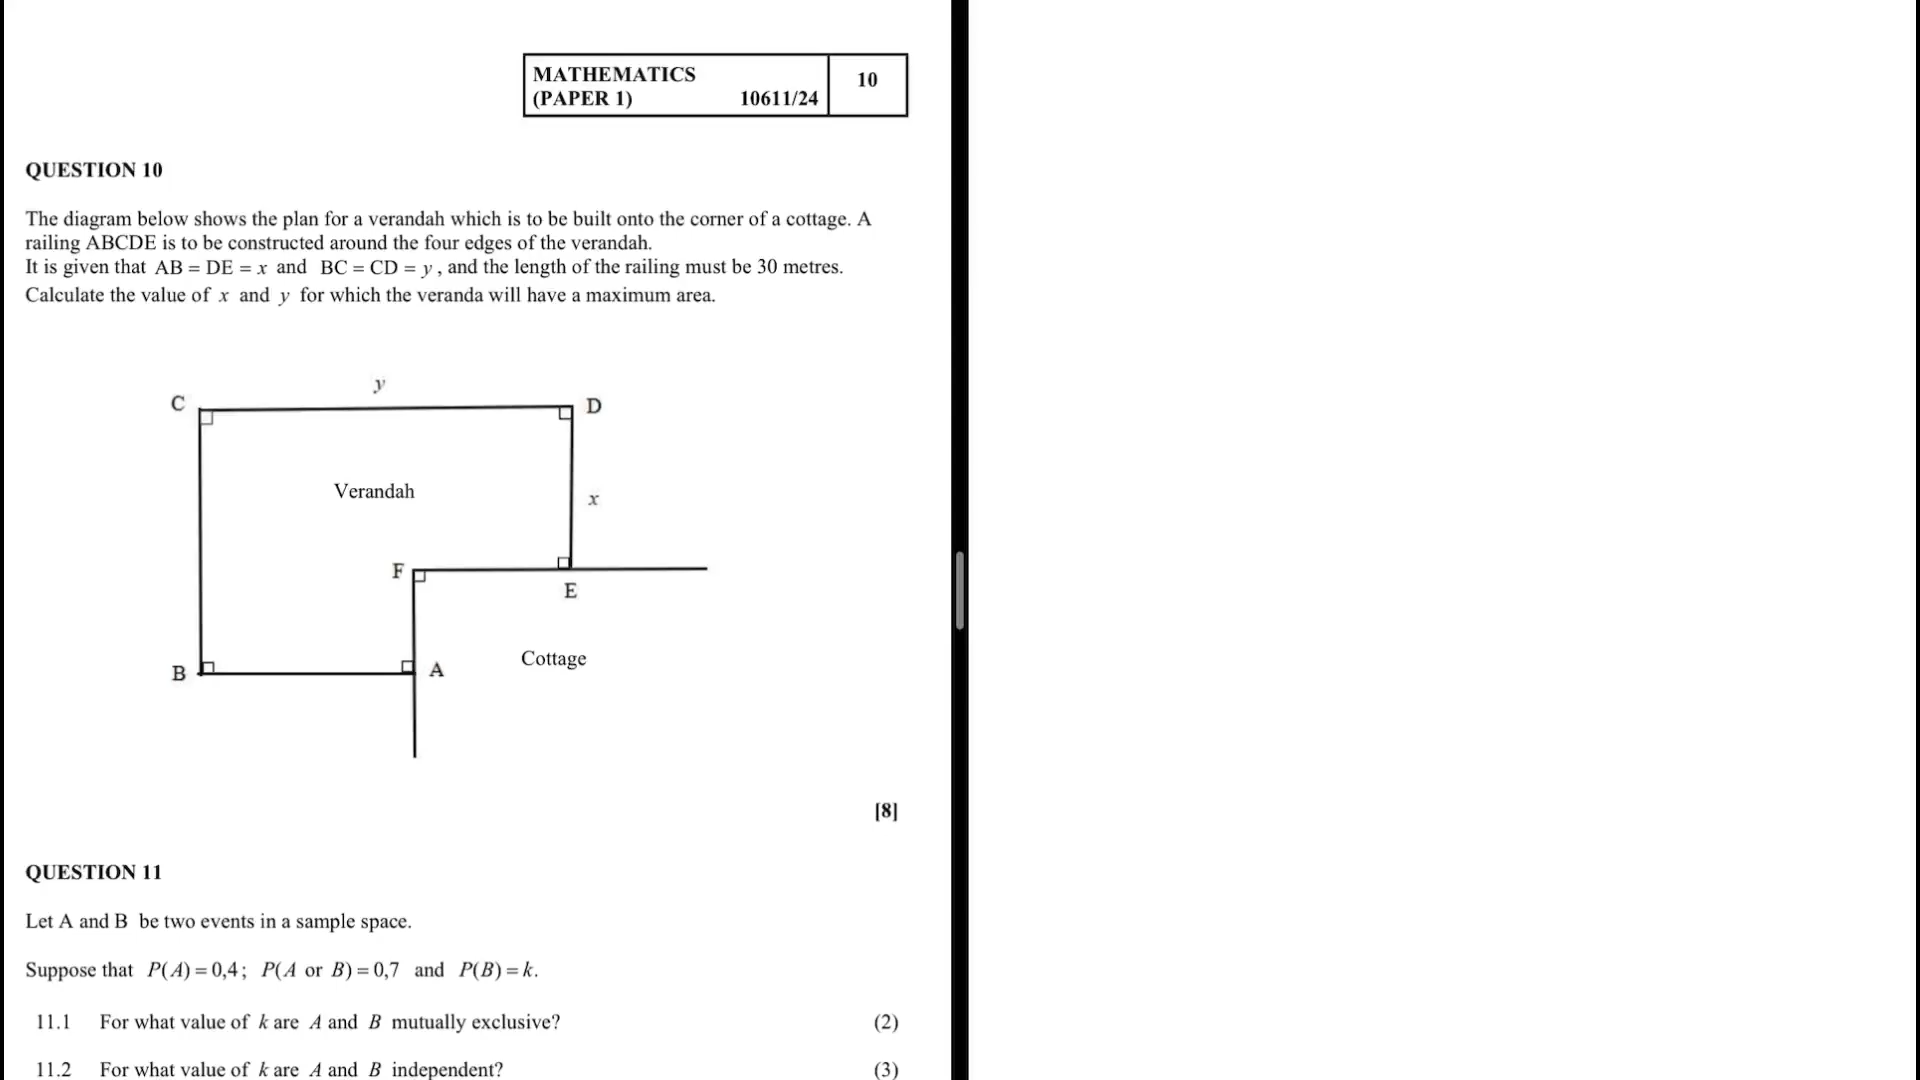 MATHEMATICS
(PAPER 1) 10611/24
10
QUESTION 10
The diagram below shows the plan for a verandah which is to be built onto the corner of a cottage. A
railing ABCDE is to be constructed around the four edges of the verandah.
It is given that AB = DE = x and BC = CD = y , and the length of the railing must be 30 metres.
Calculate the value of x and y for which the veranda will have a maximum area.
y
C
D
Verandah
x
F
E
Cottage
B
A
[8]
QUESTION 11
Let A and B be two events in a sample space.
Suppose that P(A) = 0,4 ; P(A or B) = 0,7 and P(B) = k.
11.1 For what value of k are A and B mutually exclusive? (2)
11.2 For what value of k are A and B independent? (3)